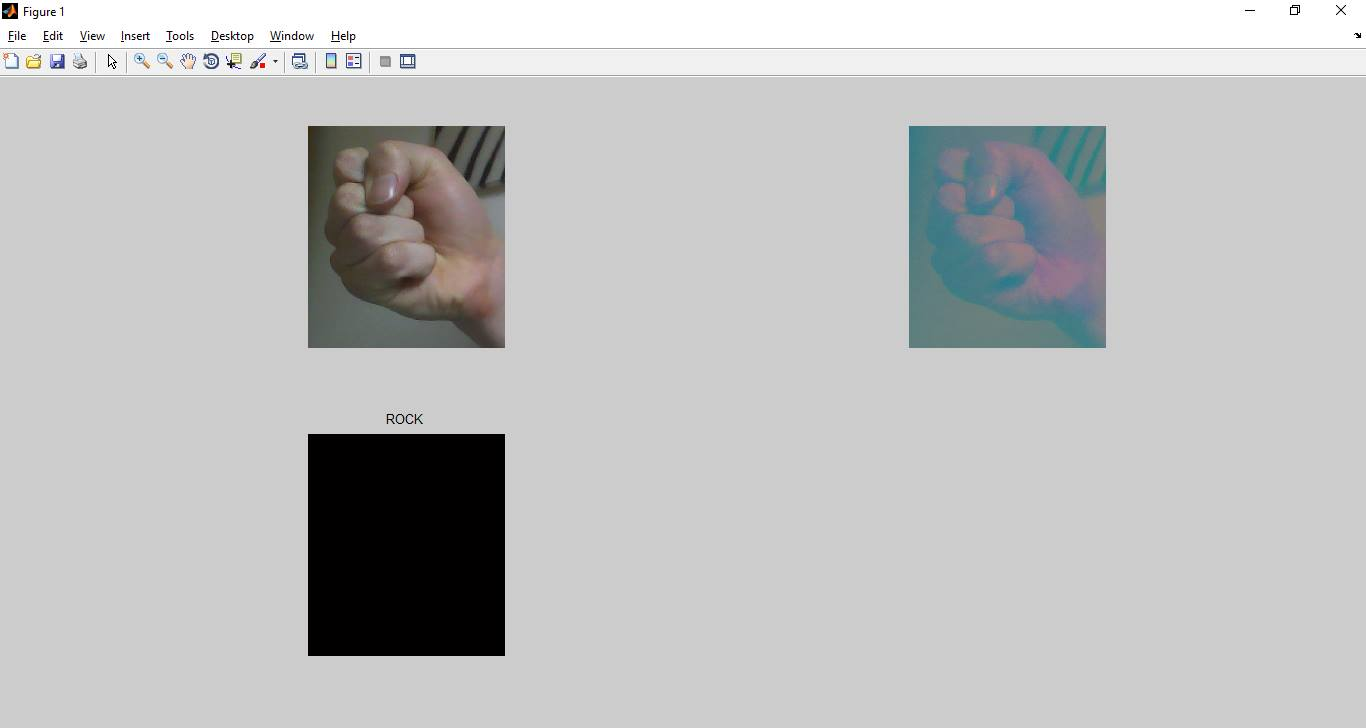 Figure 1
File Edit View Insert Tools Desktop Window Help
ROCK